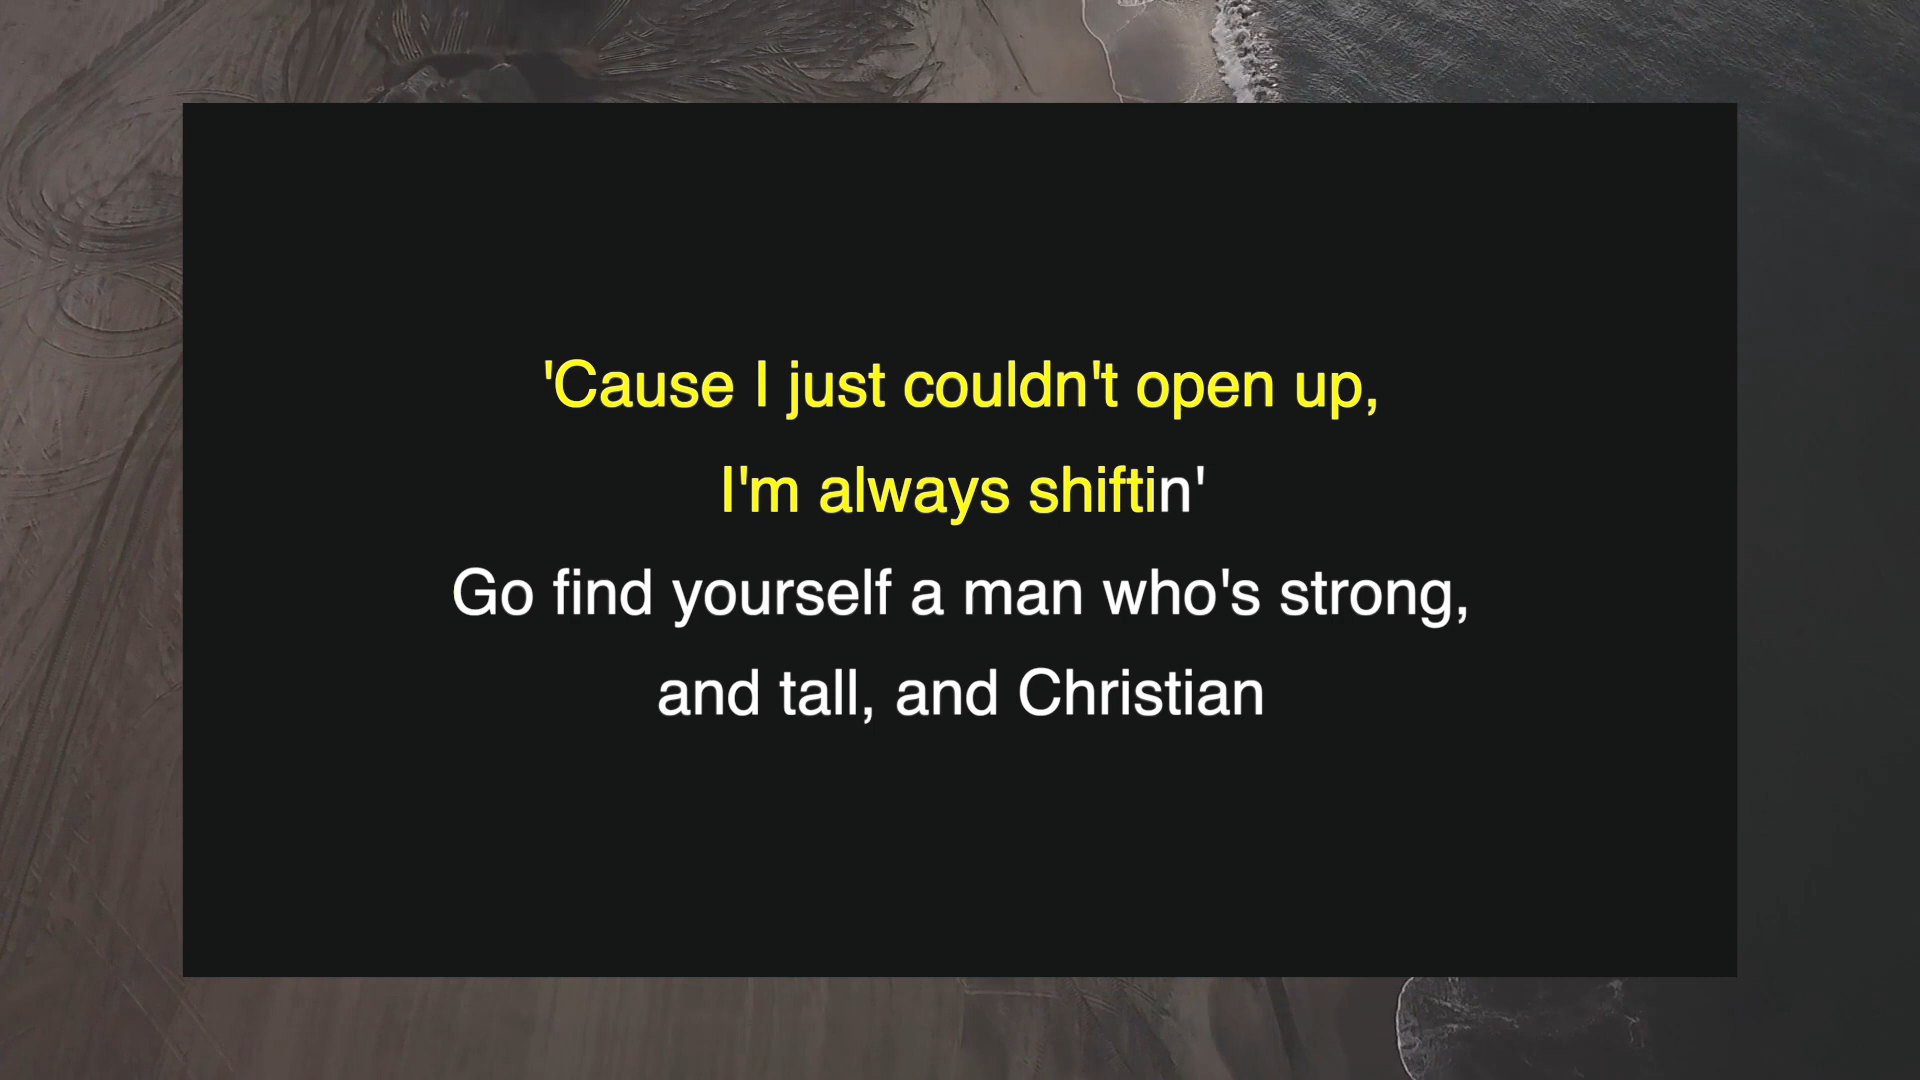 'Cause I just couldn't open up,
I'm always shiftin'
Go find yourself a man who's strong,
and tall, and Christian